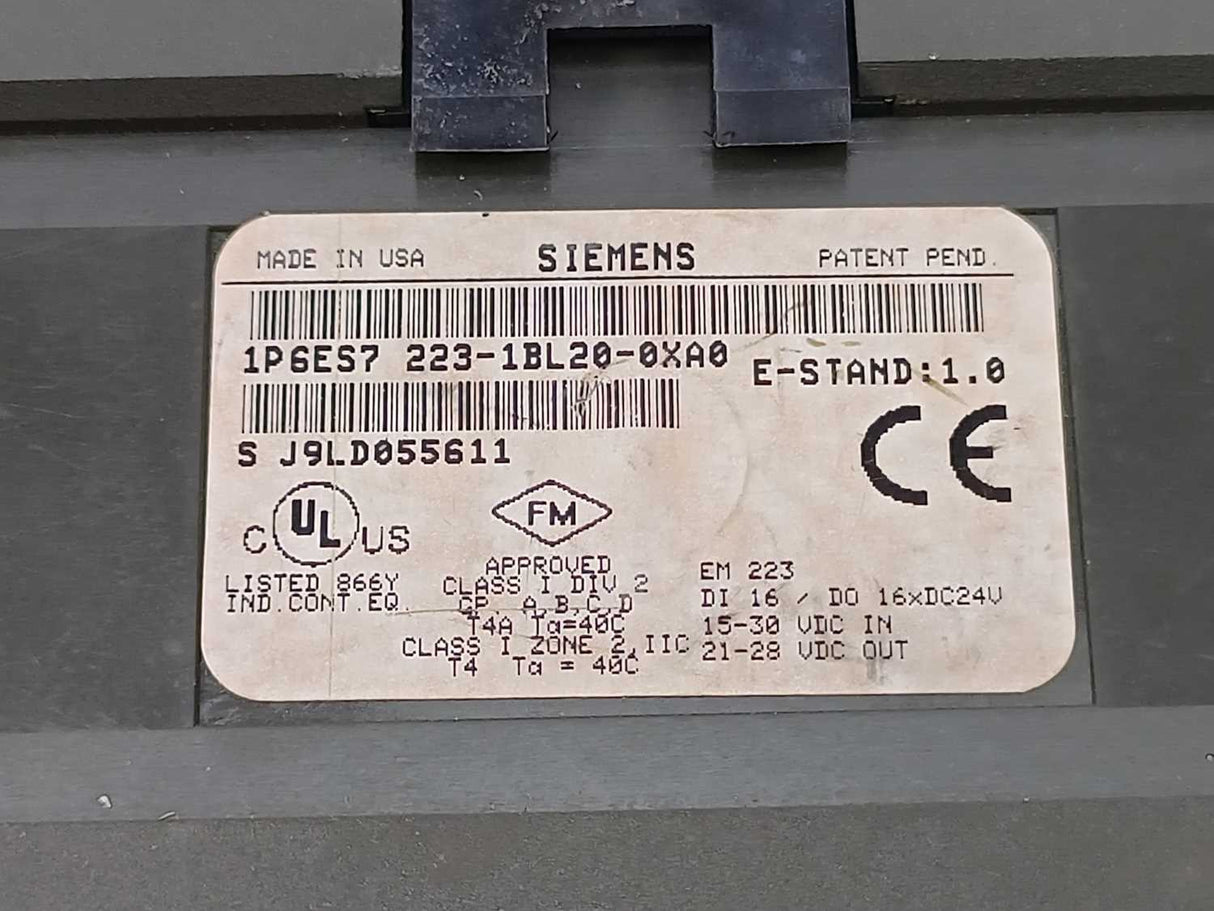 MADE IN USA SIEMENS PATENT PEND.
1P6ES7 223-1BL20-0XA0
E-STAND:1.0
S J9LD055611
CE
C UL US
LISTED 866Y
IND.CONT.EQ.
FM
APPROVED
CLASS I DIV 2
GP. A,B,C,D
T4A Ta=40C
CLASS I ZONE 2,IIC
T4 Ta = 40C
EM 223
DI 16 / DO 16xDC24V
15-30 VDC IN
21-28 VDC OUT